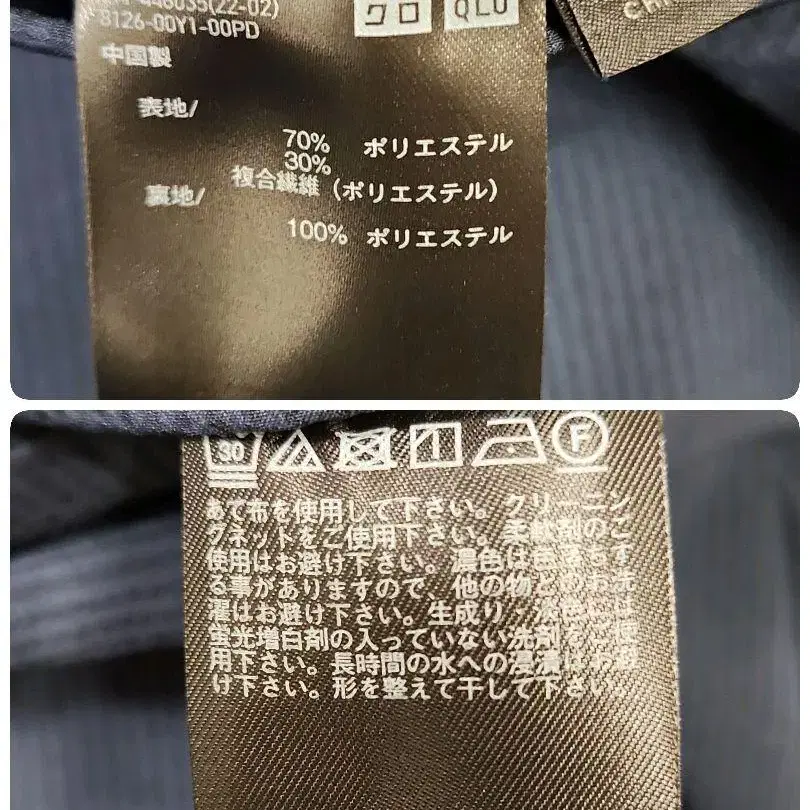 8126-00Y1-00PD
クロ
QLO
中国製
表地/
70% ポリエステル
30%
複合繊維 (ポリエステル)
裏地/
100% ポリエステル
30
F
あて布を使用して下さい。クリーニン
グネットをご使用下さい。柔軟剤のご
使用はお避け下さい。濃色は色落ちす
る事がありますので、他の物との
濯はお避け下さい。生成り・淡色には
蛍光増白剤の入っていない洗剤をご使
用下さい。長時間の水への浸漬はお避
け下さい。形を整えて干して下さい。